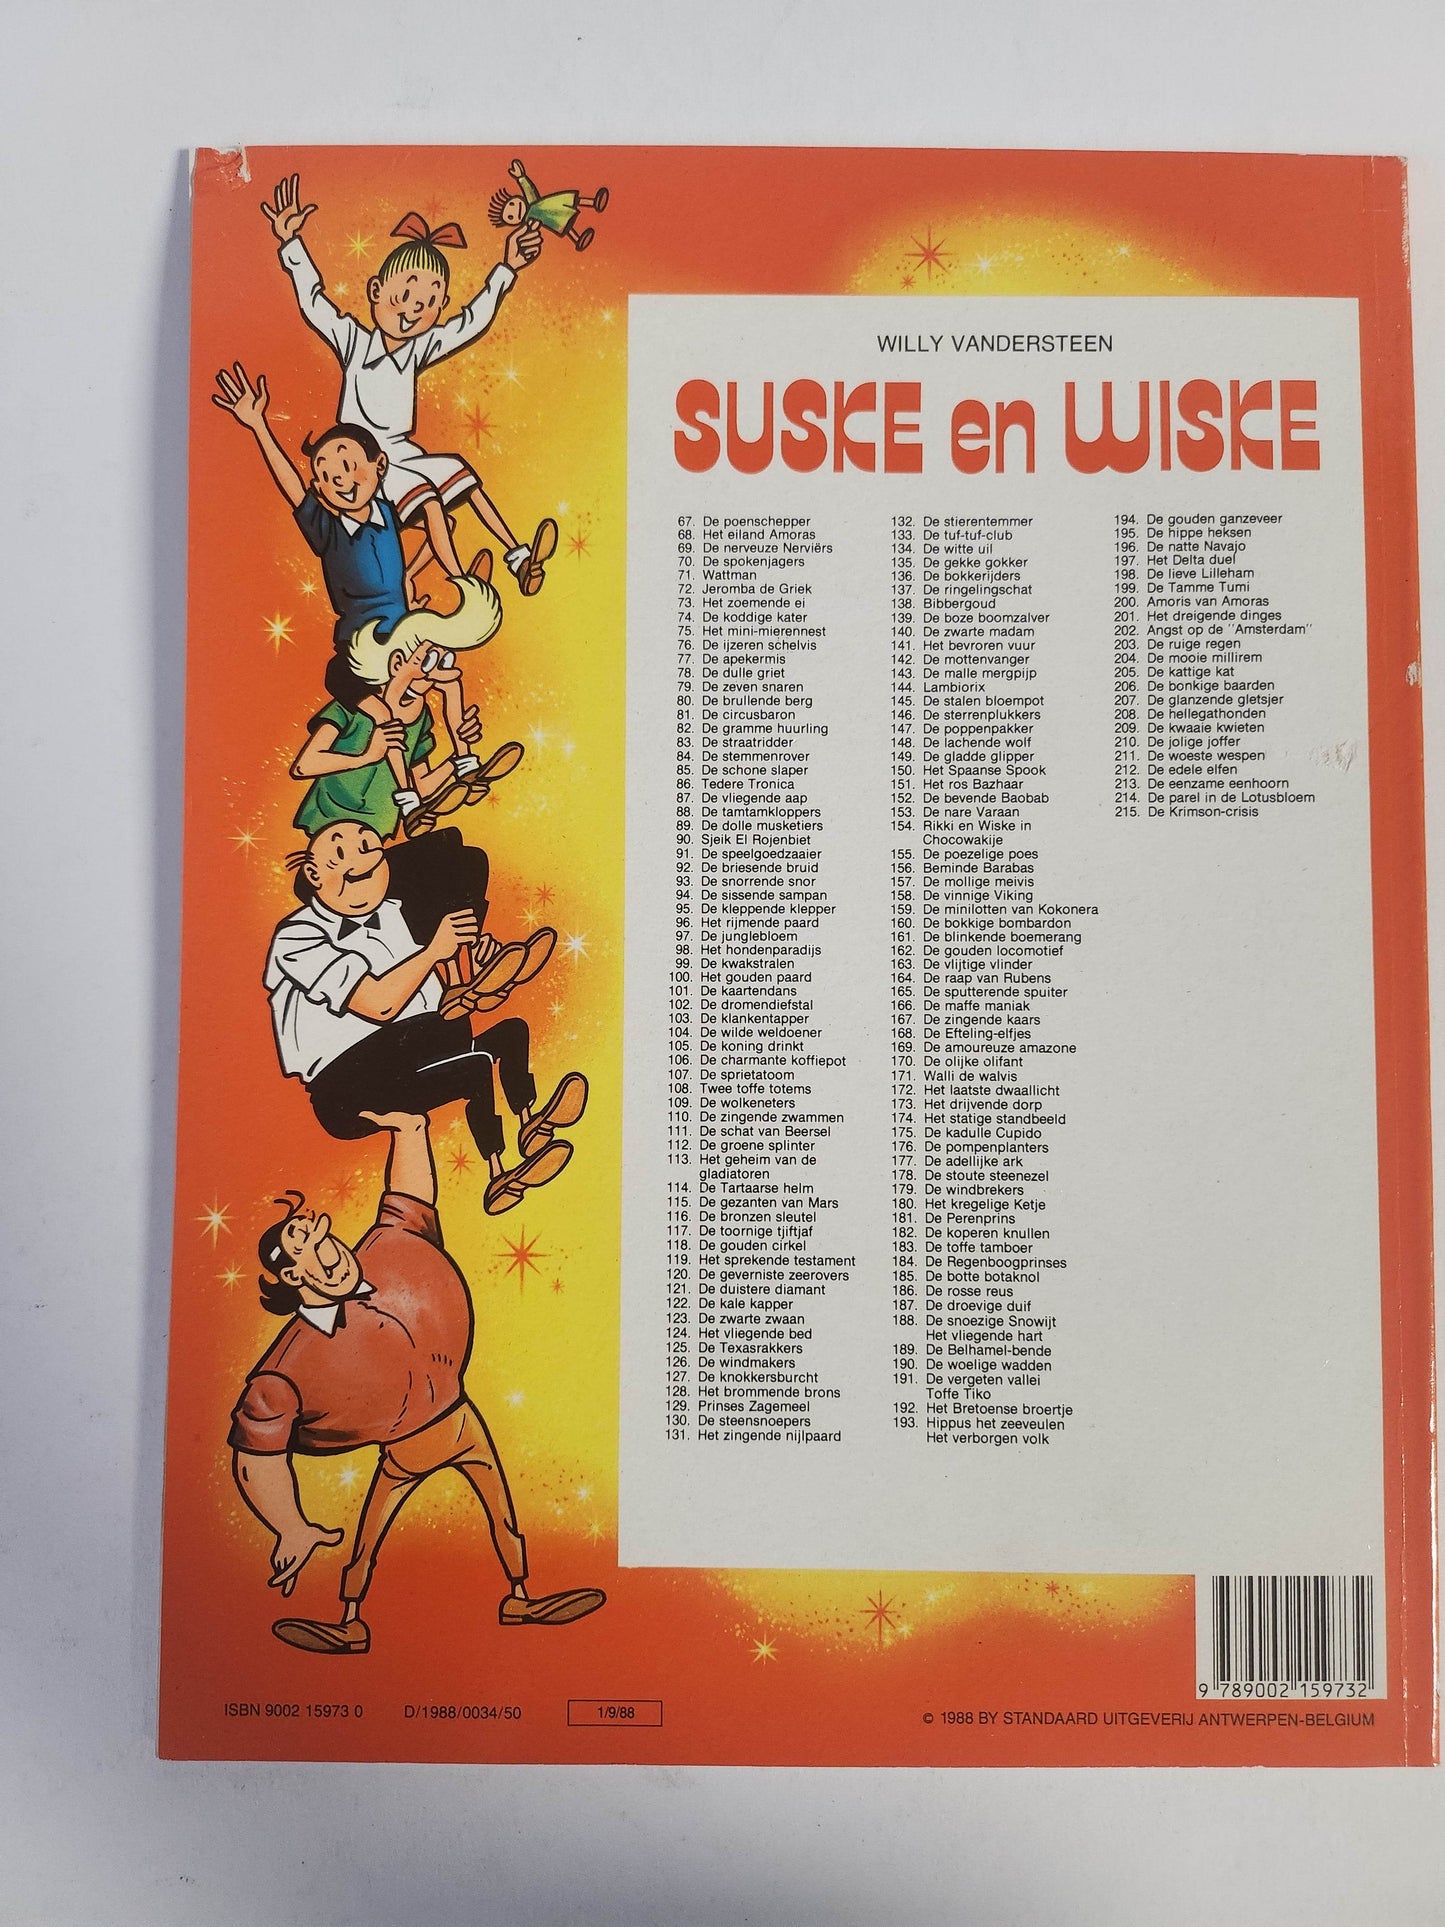 WILLY VANDERSTEEN
SUSKE en WISKE
67. De poenschepper
68. Het eiland Amoras
69. De nerveuze Nerviërs
70. De spokenjagers
71. Wattman
72. Jeromba de Griek
73. Het zoemende ei
74. De koddige kater
75. Het mini-mierennest
76. De ijzeren schelvis
77. De apekermis
78. De dulle griet
79. De zeven snaren
80. De brullende berg
81. De circusbaron
82. De gramme huurling
83. De straatridder
84. De stemmenrover
85. De schone slaper
86. Tedere Tronica
87. De vliegende aap
88. De tamtamkloppers
89. De dolle musketiers
90. Sjeik El Rojenbiet
91. De speelgoedzaaier
92. De briesende bruid
93. De snorrende snor
94. De sissende sampan
95. De kleppende klepper
96. Het rijmende paard
97. De junglebloem
98. Het hondenparadijs
99. De kwakstralen
100. Het gouden paard
101. De kaartendans
102. De dromendiefstal
103. De klankentapper
104. De wilde weldoener
105. De koning drinkt
106. De charmante koffiepot
107. De sprietatoom
108. Twee toffe totems
109. De wolkeneters
110. De zingende zwammen
111. De schat van Beersel
112. De groene splinter
113. Het geheim van de
gladiatoren
114. De Tartaarse helm
115. De gezanten van Mars
116. De bronzen sleutel
117. De toornige tjiftjaf
118. De gouden cirkel
119. Het sprekende testament
120. De geverniste zeerovers
121. De duistere diamant
122. De kale kapper
123. De zwarte zwaan
124. Het vliegende bed
125. De Texasrakkers
126. De windmakers
127. De knokkersburcht
128. Het brommende brons
129. Prinses Zagemeel
130. De steensnoepers
131. Het zingende nijlpaard
132. De stierentemmer
133. De tuf-tuf-club
134. De witte uil
135. De gekke gokker
136. De bokkerijders
137. De ringelingschat
138. Bibbergoud
139. De boze boomzalver
140. De zwarte madam
141. Het bevroren vuur
142. De mottenvanger
143. De malle mergpijp
144. Lambiorix
145. De stalen bloempot
146. De sterrenplukkers
147. De poppenpakker
148. De lachende wolf
149. De gladde glipper
150. Het Spaanse Spook
151. Het ros Bazhaar
152. De bevende Baobab
153. De nare Varaan
154. Rikki en Wiske in
Chocowakije
155. De poezelige poes
156. Beminde Barabas
157. De mollige meivis
158. De vinnige Viking
159. De minilotten van Kokonera
160. De bokkige bombardon
161. De blinkende boemerang
162. De gouden locomotief
163. De vlijtige vlinder
164. De raap van Rubens
165. De sputterende spuiter
166. De maffe maniak
167. De zingende kaars
168. De Efteling-elfjes
169. De amoureuze amazone
170. De olijke olifant
171. Walli de walvis
172. Het laatste dwaallicht
173. Het drijvende dorp
174. Het statige standbeeld
175. De kadulle Cupido
176. De pompenplanters
177. De adellijke ark
178. De stoute steenezel
179. De windbrekers
180. Het kregelige Ketje
181. De Perenprins
182. De koperen knullen
183. De toffe tamboer
184. De Regenboogprinses
185. De botte botaknol
186. De rosse reus
187. De droevige duif
188. De snoezige Snowijt
Het vliegende hart
189. De Belhamel-bende
190. De woelige wadden
191. De vergeten vallei
Toffe Tiko
192. Het Bretoense broertje
193. Hippus het zeeveulen
Het verborgen volk
194. De gouden ganzeveer
195. De hippe heksen
196. De natte Navajo
197. Het Delta duel
198. De lieve Lilleham
199. De Tamme Tumi
200. Amoris van Amoras
201. Het dreigende dinges
202. Angst op de "Amsterdam"
203. De ruige regen
204. De mooie millirem
205. De kattige kat
206. De bonkige baarden
207. De glanzende gletsjer
208. De hellegathonden
209. De kwaaie kwieten
210. De jolige joffer
211. De woeste wespen
212. De edele elfen
213. De eenzame eenhoorn
214. De parel in de Lotusbloem
215. De Krimson-crisis
9 789002 159732
ISBN 9002 15973 0 D/1988/0034/50 1/9/88
© 1988 BY STANDAARD UITGEVERIJ ANTWERPEN-BELGIUM